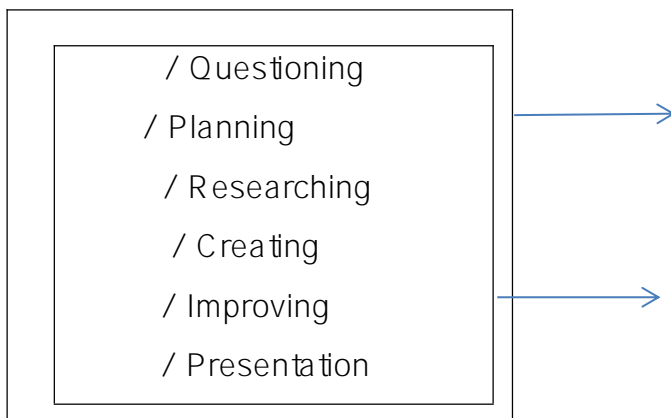 / Questioning
/ Planning
/ Researching
/ Creating
/ Improving
/ Presentation